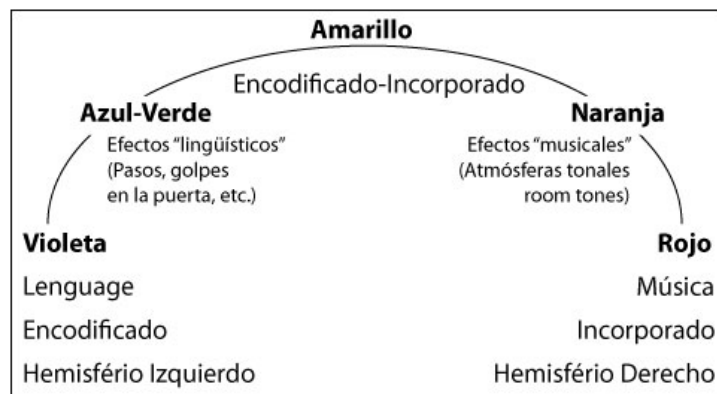 Amarillo
Encodificado-Incorporado
Azul-Verde
Naranja
Efectos "lingüísticos"
(Pasos, golpes
en la puerta, etc.)
Efectos "musicales"
(Atmósferas tonales
room tones)
Violeta
Rojo
Lenguage
Música
Encodificado
Incorporado
Hemisfério Izquierdo
Hemisfério Derecho